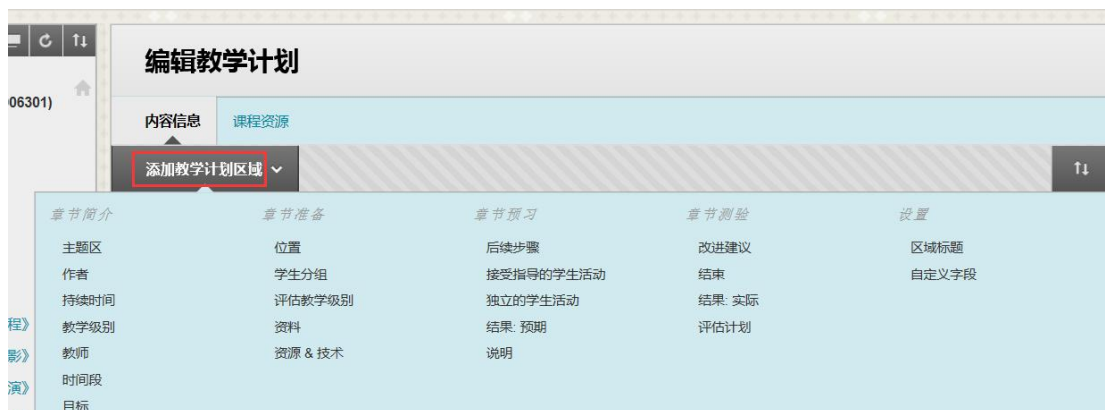 编辑教学计划
06301)
内容信息 课程资源
添加教学计划区域
章节简介 章节准备 章节预习 章节测验 设置
主题区 位置 后续步骤 改进建议 区域标题
作者 学生分组 接受指导的学生活动 结束 自定义字段
持续时间 评估教学级别 独立的学生活动 结果: 实际
程》 教学级别 资料 结果: 预期 评估计划
影》 教师 资源 & 技术 说明
演》 时间段
目标